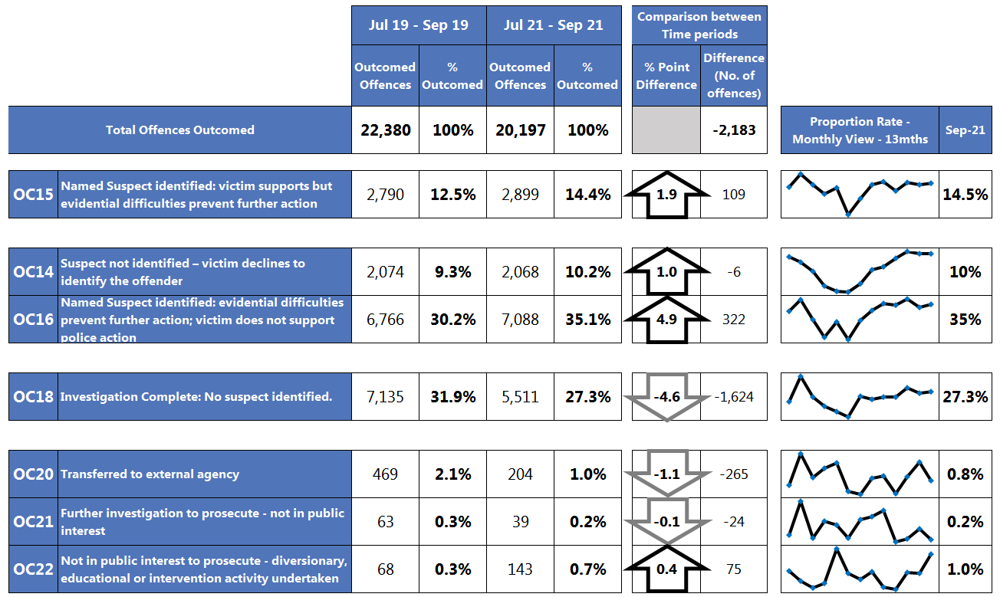 Jul 19 - Sep 19 Jul 21 - Sep 21 Comparison between
Time periods
Outcomed
Offences
%
Outcomed
Outcomed
Offences
%
Outcomed
% Point
Difference
Difference
(No. of
offences)
Total Offences Outcomed 22,380 100% 20,197 100% -2,183
Proportion Rate -
Monthly View - 13mths
Sep-21
OC15
Named Suspect identified: victim supports but
evidential difficulties prevent further action
2,790 12.5% 2,899 14.4% 1.9 109 14.5%
OC14
Suspect not identified – victim declines to
identify the offender
2,074 9.3% 2,068 10.2% 1.0 -6 10%
OC16
Named Suspect identified: evidential difficulties
prevent further action; victim does not support
police action
6,766 30.2% 7,088 35.1% 4.9 322 35%
OC18 Investigation Complete: No suspect identified. 7,135 31.9% 5,511 27.3% -4.6 -1,624 27.3%
OC20 Transferred to external agency 469 2.1% 204 1.0% -1.1 -265 0.8%
OC21
Further investigation to prosecute - not in public
interest
63 0.3% 39 0.2% -0.1 -24 0.2%
OC22
Not in public interest to prosecute - diversionary,
educational or intervention activity undertaken
68 0.3% 143 0.7% 0.4 75 1.0%